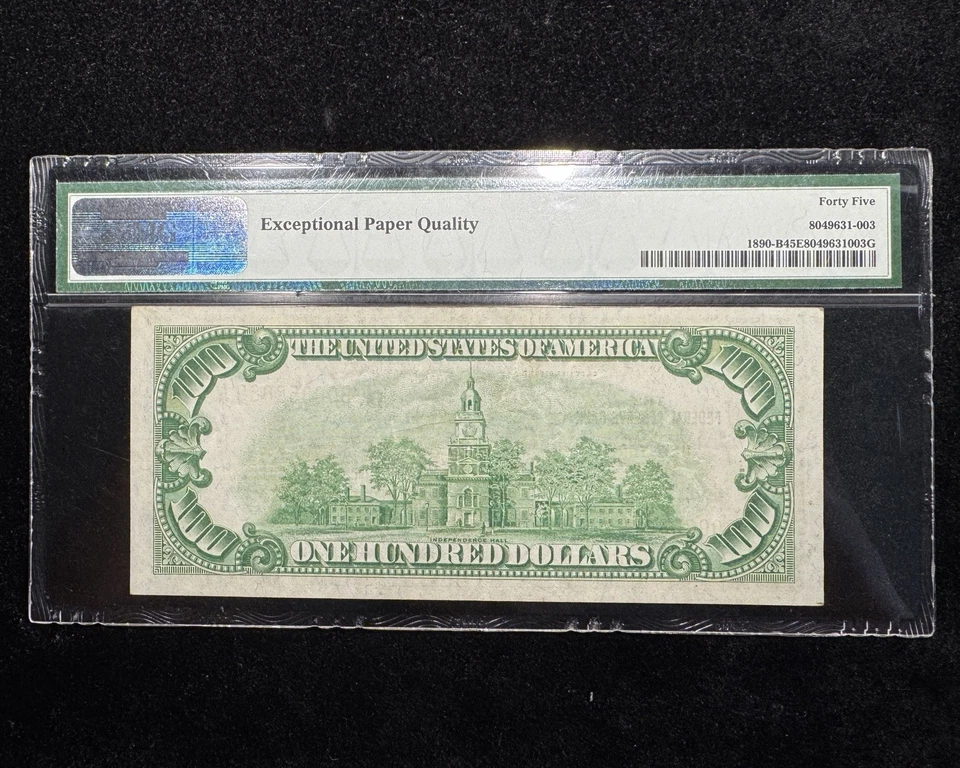 Forty Five
Exceptional Paper Quality
8049631-003
1890-B45E8049631003G
THE UNITED STATES OF AMERICA
100 100
INDEPENDENCE HALL
100 ONE HUNDRED DOLLARS 100